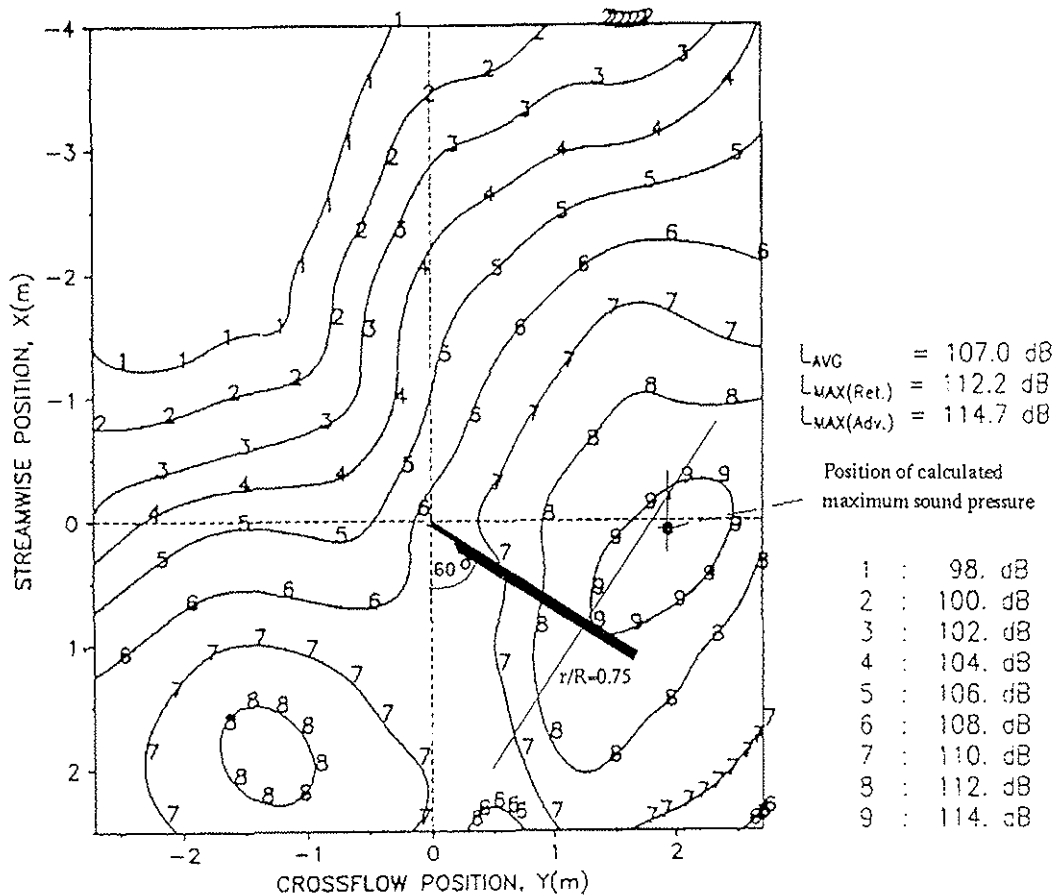 STREAMWISE POSITION, X(m)
-4
-3
-2
-1
0
1
2
-2
-1
0
1
2
CROSSFLOW POSITION, Y(m)
60°
r/R=0.75
L_AVG = 107.0 dB
L_MAX(Ret.) = 112.2 dB
L_MAX(Adv.) = 114.7 dB
Position of calculated
maximum sound pressure
1 : 98. dB
2 : 100. dB
3 : 102. dB
4 : 104. dB
5 : 106. dB
6 : 108. dB
7 : 110. dB
8 : 112. dB
9 : 114. dB